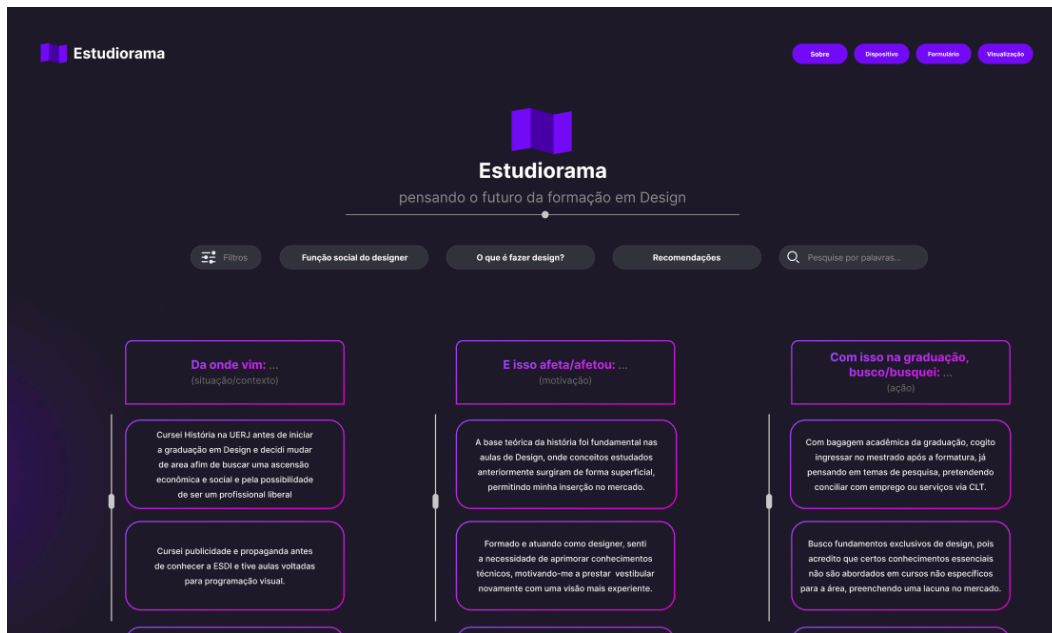 Estudiorama
Sobre
Dispositivo
Formulário
Visualização
Estudiorama
pensando o futuro da formação em Design
Filtros
Função social do designer
O que é fazer design?
Recomendações
Pesquise por palavras...
Da onde vim: ...
(situação/contexto)
Cursei História na UERJ antes de iniciar
a graduação em Design e decidi mudar
de area afim de buscar uma ascensão
econômica e social e pela possibilidade
de ser um profissional liberal
Cursei publicidade e propaganda antes
de conhecer a ESDI e tive aulas voltadas
para programação visual.
E isso afeta/afetou: ...
(motivação)
A base teórica da história foi fundamental nas
aulas de Design, onde conceitos estudados
anteriormente surgiram de forma superficial,
permitindo minha inserção no mercado.
Formado e atuando como designer, senti
a necessidade de aprimorar conhecimentos
técnicos, motivando-me a prestar vestibular
novamente com uma visão mais experiente.
Com isso na graduação,
busco/busquei: ...
(ação)
Com bagagem acadêmica da graduação, cogito
ingressar no mestrado após a formatura, já
pensando em temas de pesquisa, pretendendo
conciliar com emprego ou serviços via CLT.
Busco fundamentos exclusivos de design, pois
acredito que certos conhecimentos essenciais
não são abordados em cursos não específicos
para a área, preenchendo uma lacuna no mercado.